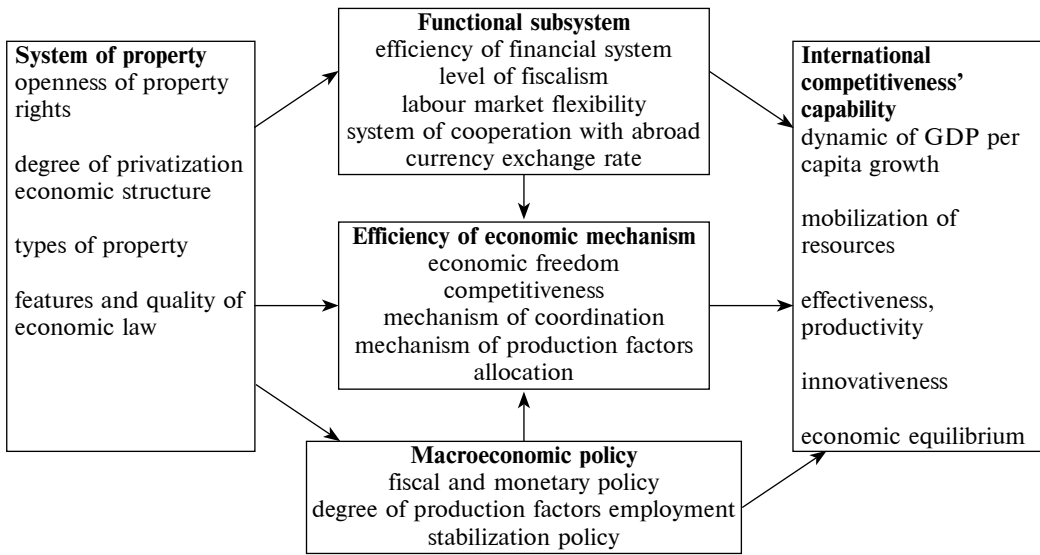 System of property
openness of property
rights
degree of privatization
economic structure
types of property
features and quality of
economic law
Functional subsystem
efficiency of financial system
level of fiscalism
labour market flexibility
system of cooperation with abroad
currency exchange rate
Efficiency of economic mechanism
economic freedom
competitiveness
mechanism of coordination
mechanism of production factors
allocation
Macroeconomic policy
fiscal and monetary policy
degree of production factors employment
stabilization policy
International
competitiveness’
capability
dynamic of GDP per
capita growth
mobilization of
resources
effectiveness,
productivity
innovativeness
economic equilibrium